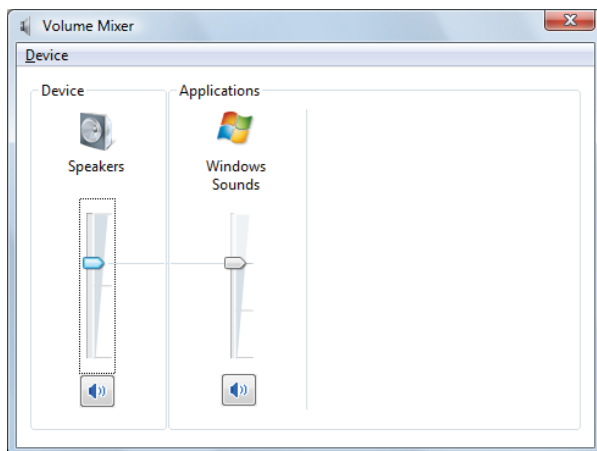 Volume Mixer
Device
Device
Applications
Speakers
Windows
Sounds